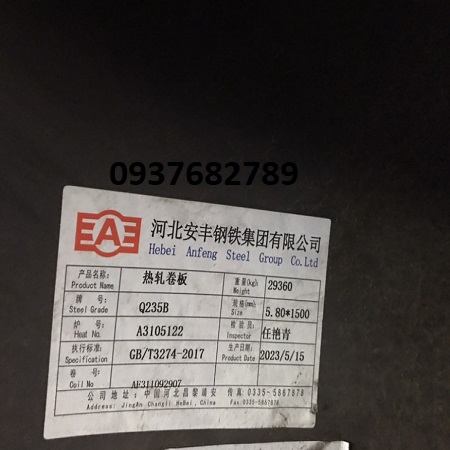 0937682789
EAE 河北安丰钢铁集团有限公司
Hebei Anfeng Steel Group Co.Ltd
产品名称: Product Name 热轧卷板 重量(kg): Weight 29360
牌 号: Steel Grade Q235B 规格(mm): Size 5.80*1500
炉 号: Heat No. A3105122 检验员: Inspector 任艳青
执行标准: Specification GB/T3274-2017 生产日期: Product Date 2023/5/15
卷 号: Coil No AF311092907
公司地址: 中国河北昌黎靖安 传真 0335-5867878
Address: JingAn Changli HeBei, China Fax: 0335-5867878